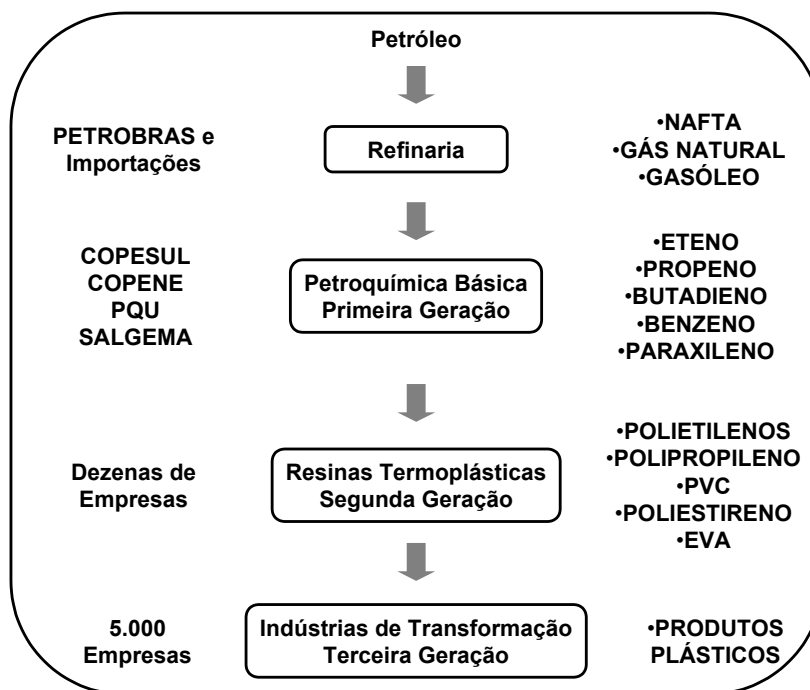 Petróleo
PETROBRAS e
Importações
Refinaria
•NAFTA
•GÁS NATURAL
•GASÓLEO
COPESUL
COPENE
PQU
SALGEMA
Petroquímica Básica
Primeira Geração
•ETENO
•PROPENO
•BUTADIENO
•BENZENO
•PARAXILENO
Dezenas de
Empresas
Resinas Termoplásticas
Segunda Geração
•POLIETILENOS
•POLIPROPILENO
•PVC
•POLIESTIRENO
•EVA
5.000
Empresas
Indústrias de Transformação
Terceira Geração
•PRODUTOS
PLÁSTICOS